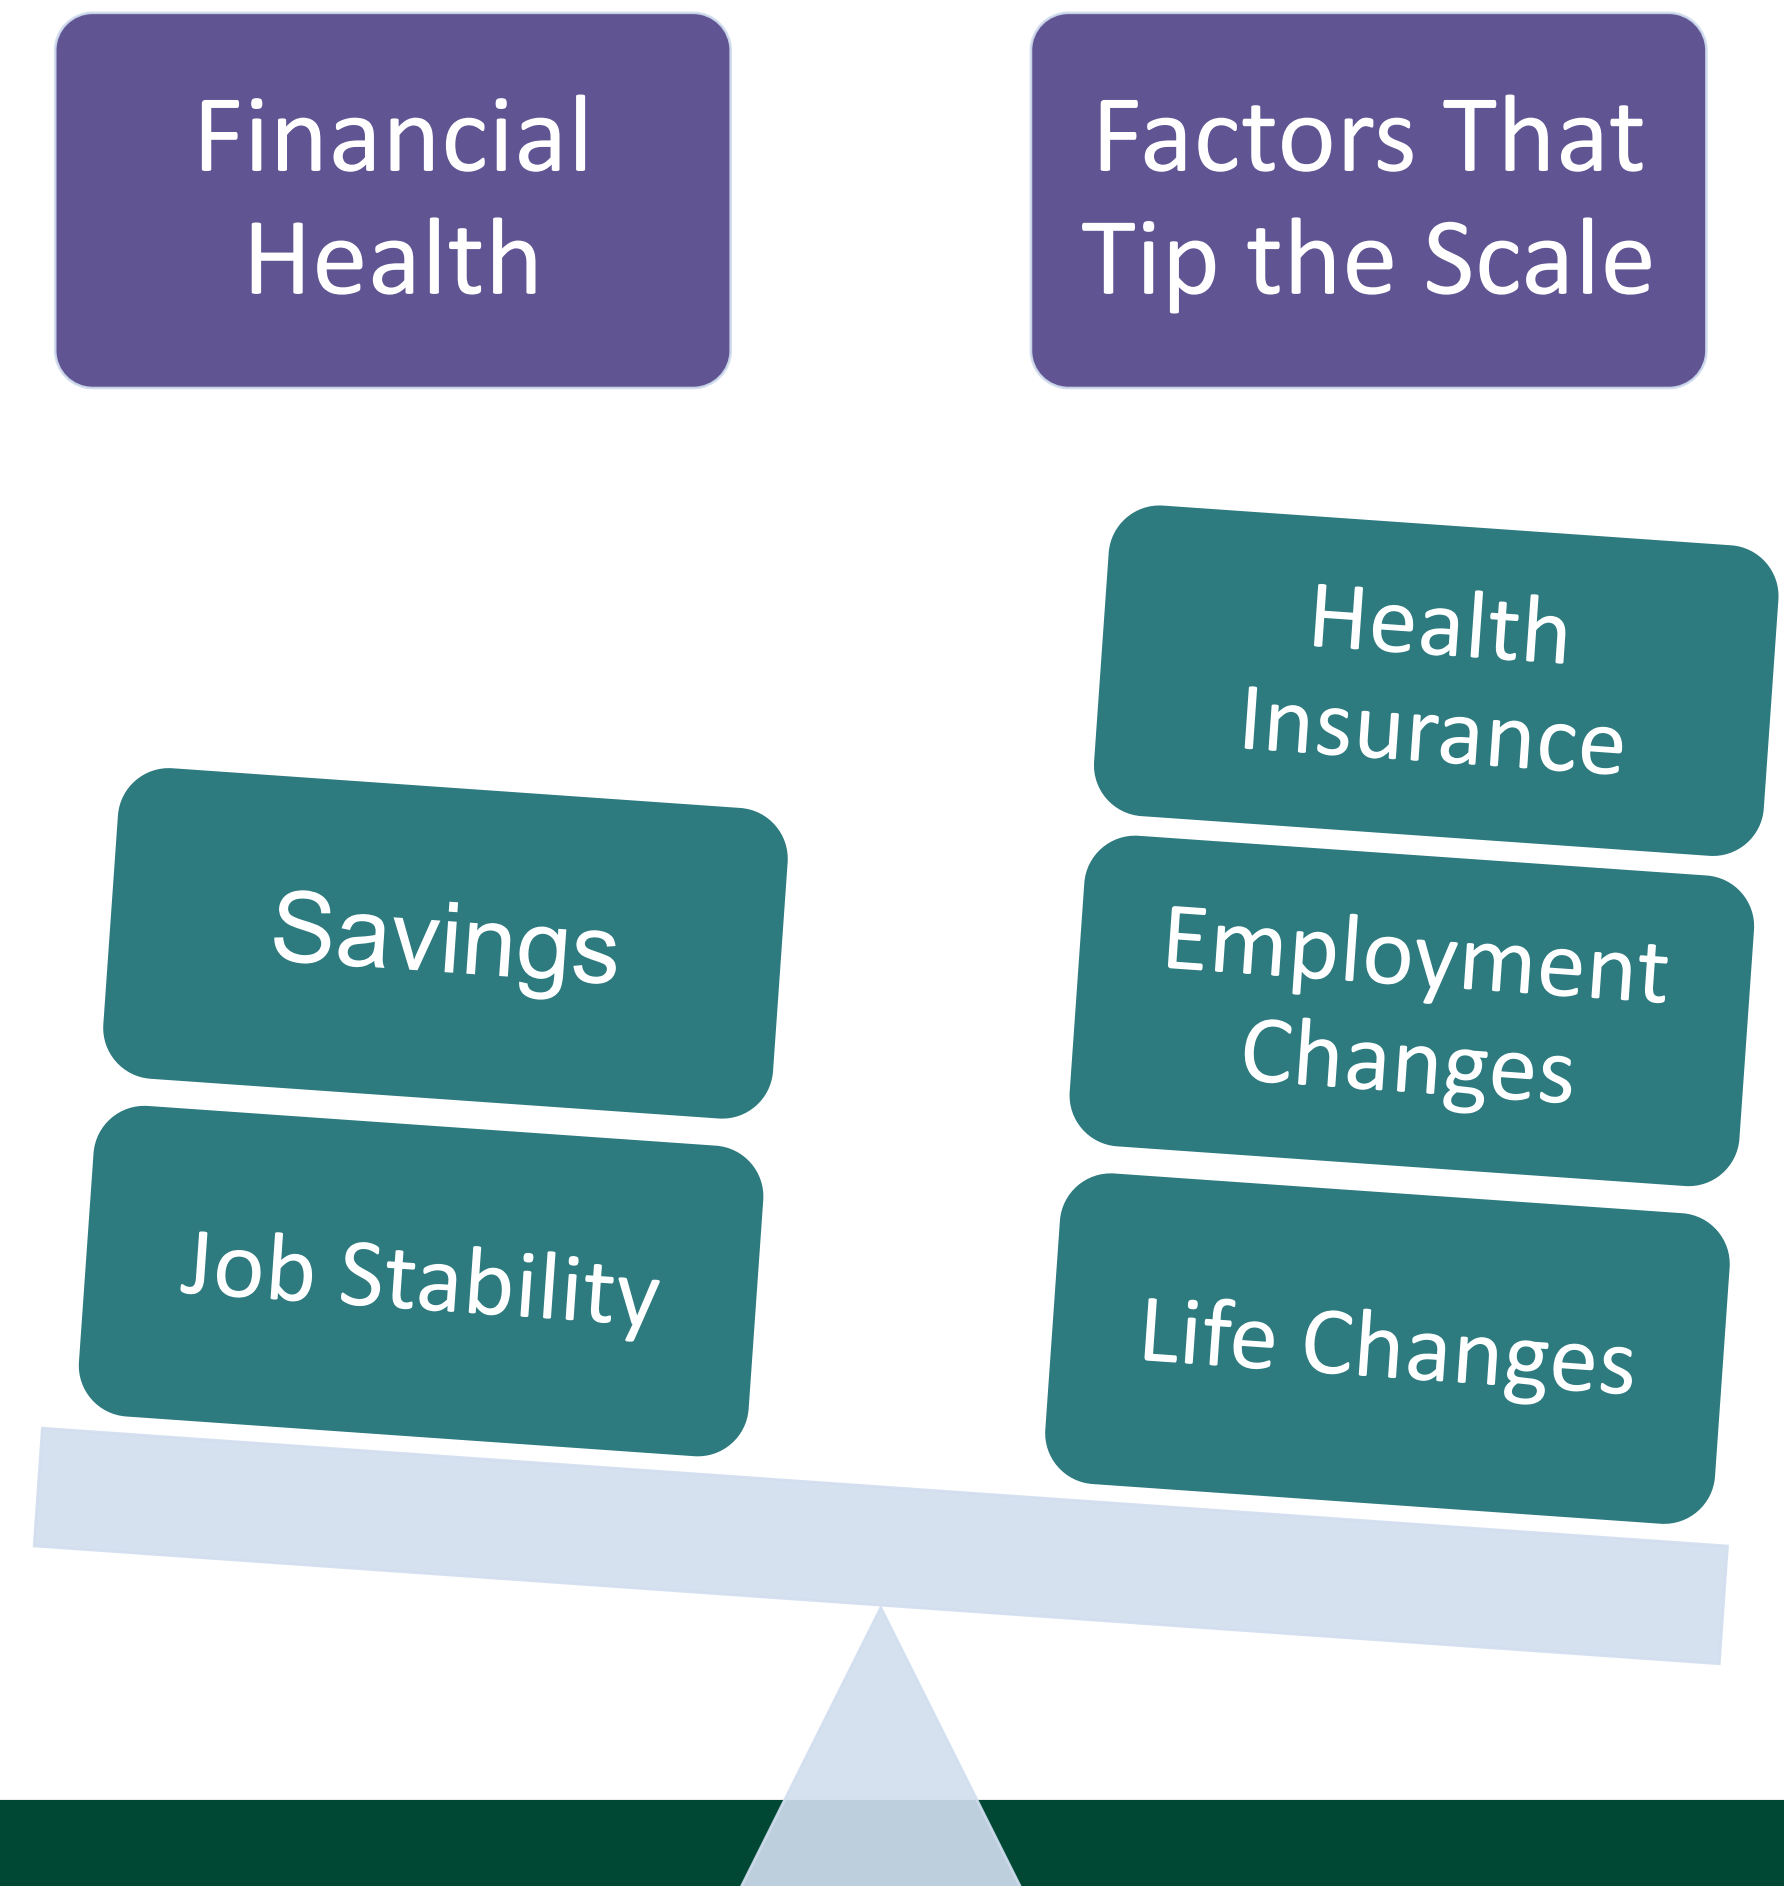 Financial
Health
Factors That
Tip the Scale
Savings
Job Stability
Health
Insurance
Employment
Changes
Life Changes